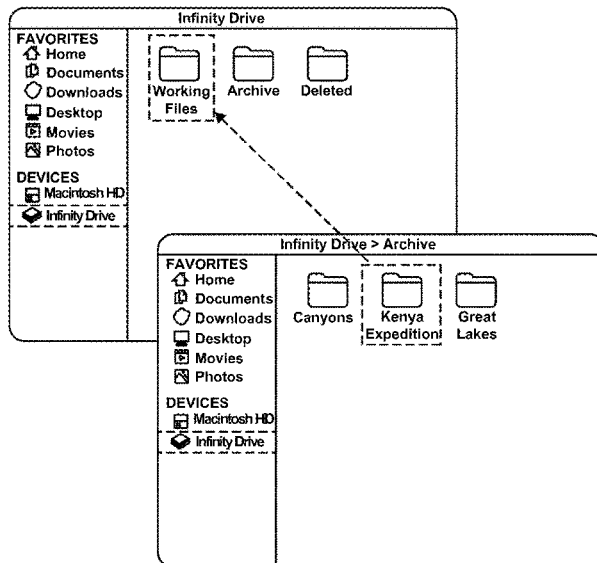 Infinity Drive
FAVORITES
Home
Documents
Downloads
Desktop
Movies
Photos
DEVICES
Macintosh HD
Infinity Drive
Working Files
Archive
Deleted
Infinity Drive > Archive
FAVORITES
Home
Documents
Downloads
Desktop
Movies
Photos
DEVICES
Macintosh HD
Infinity Drive
Canyons
Kenya Expedition
Great Lakes